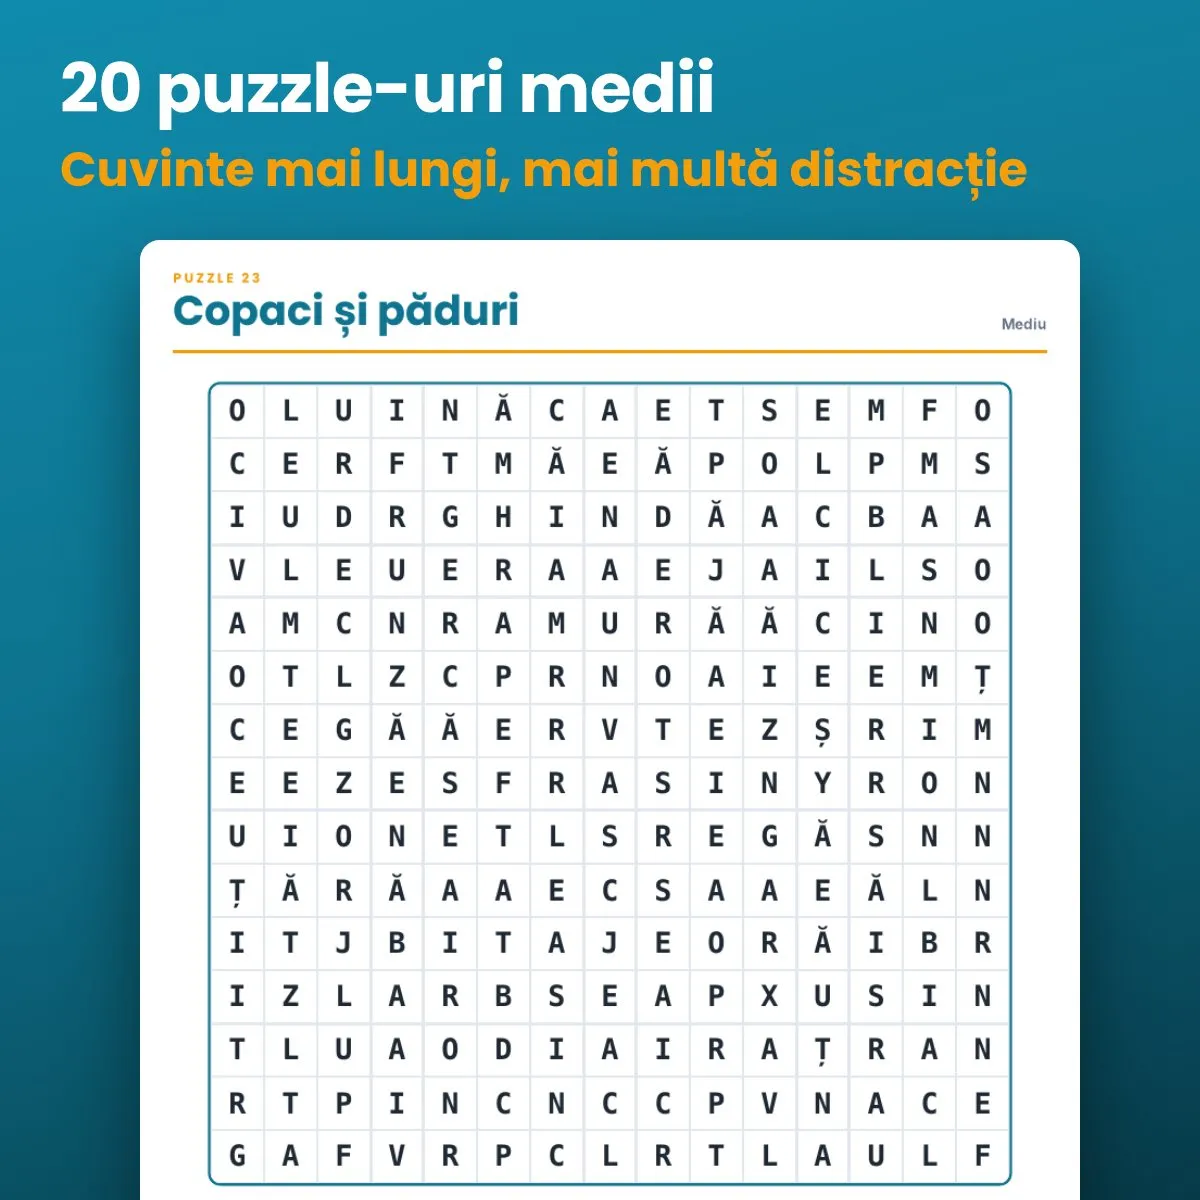 20 puzzle-uri medii
Cuvinte mai lungi, mai multă distracție
PUZZLE 23
Copaci și păduri
Mediu
O L U I N Ă C A E T S E M F O
C E R F T M Ă E Ă P O L P M S
I U D R G H I N D Ă A C B A A
V L E U E R A A E J A I L S O
A M C N R A M U R Ă Ă C I N O
O T L Z C P R N O A I E E M Ț
C E G Ă Ă E R V T E Z Ș R I M
E E Z E S F R A S I N Y R O N
U I O N E T L S R E G Ă S N N
Ț Ă R Ă A A E C S A A E Ă L N
I T J B I T A J E O R Ă I B R
I Z L A R B S E A P X U S I N
T L U A O D I A I R A Ț R A N
R T P I N C N C C P V N A C E
G A F V R P C L R T L A U L F